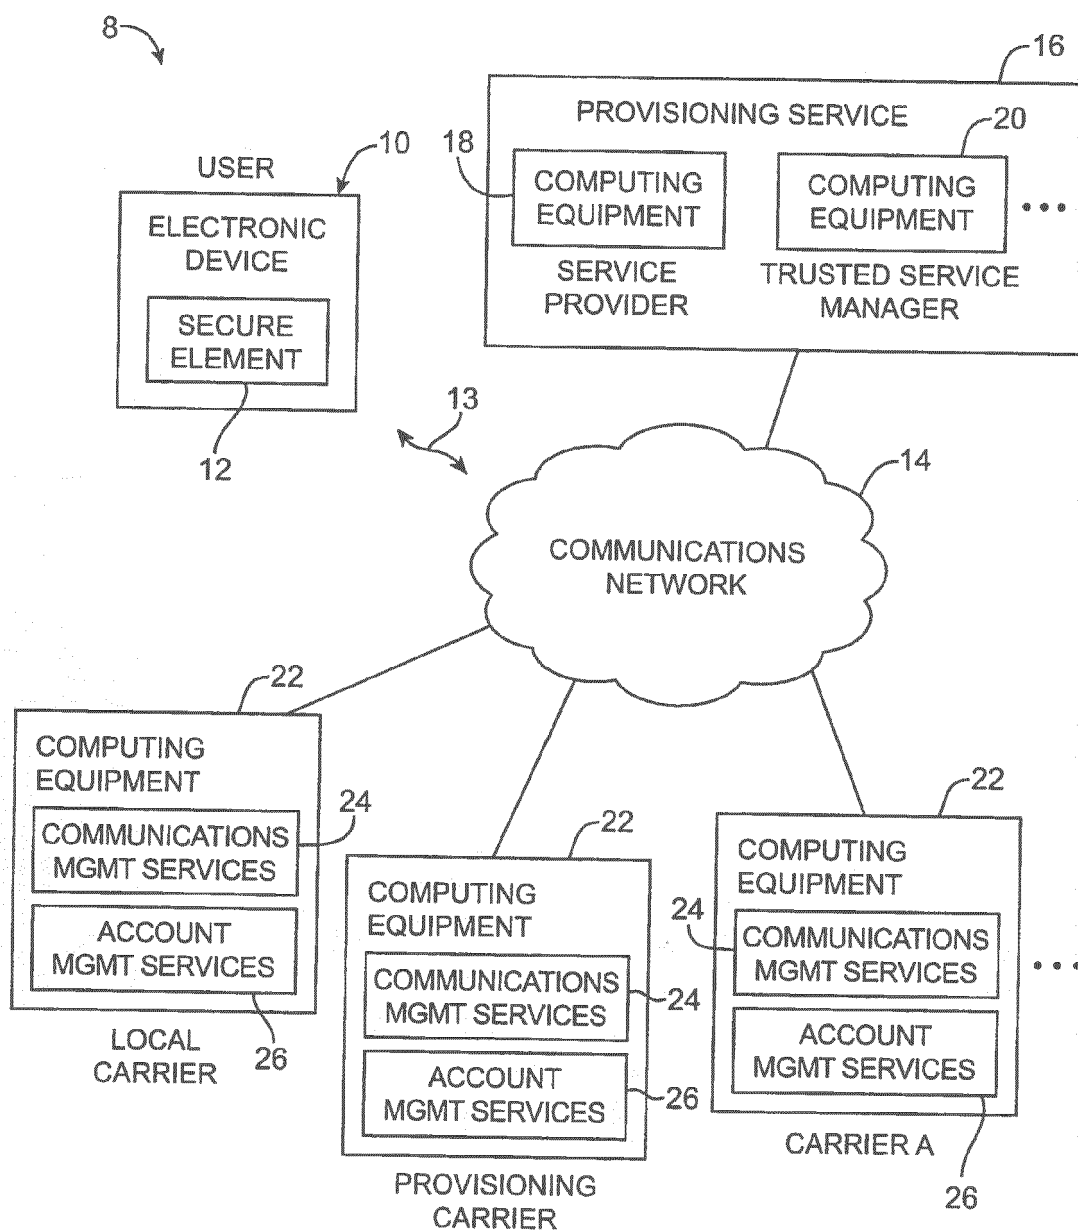 8
16
PROVISIONING SERVICE
20
18
COMPUTING
EQUIPMENT
COMPUTING
EQUIPMENT
...
SERVICE
PROVIDER
TRUSTED SERVICE
MANAGER
USER
10
ELECTRONIC
DEVICE
SECURE
ELEMENT
12
13
14
COMMUNICATIONS
NETWORK
22
COMPUTING
EQUIPMENT
24
COMMUNICATIONS
MGMT SERVICES
ACCOUNT
MGMT SERVICES
26
LOCAL
CARRIER
22
COMPUTING
EQUIPMENT
COMMUNICATIONS
MGMT SERVICES
24
ACCOUNT
MGMT SERVICES
26
PROVISIONING
CARRIER
22
COMPUTING
EQUIPMENT
24
COMMUNICATIONS
MGMT SERVICES
....
ACCOUNT
MGMT SERVICES
CARRIER A
26